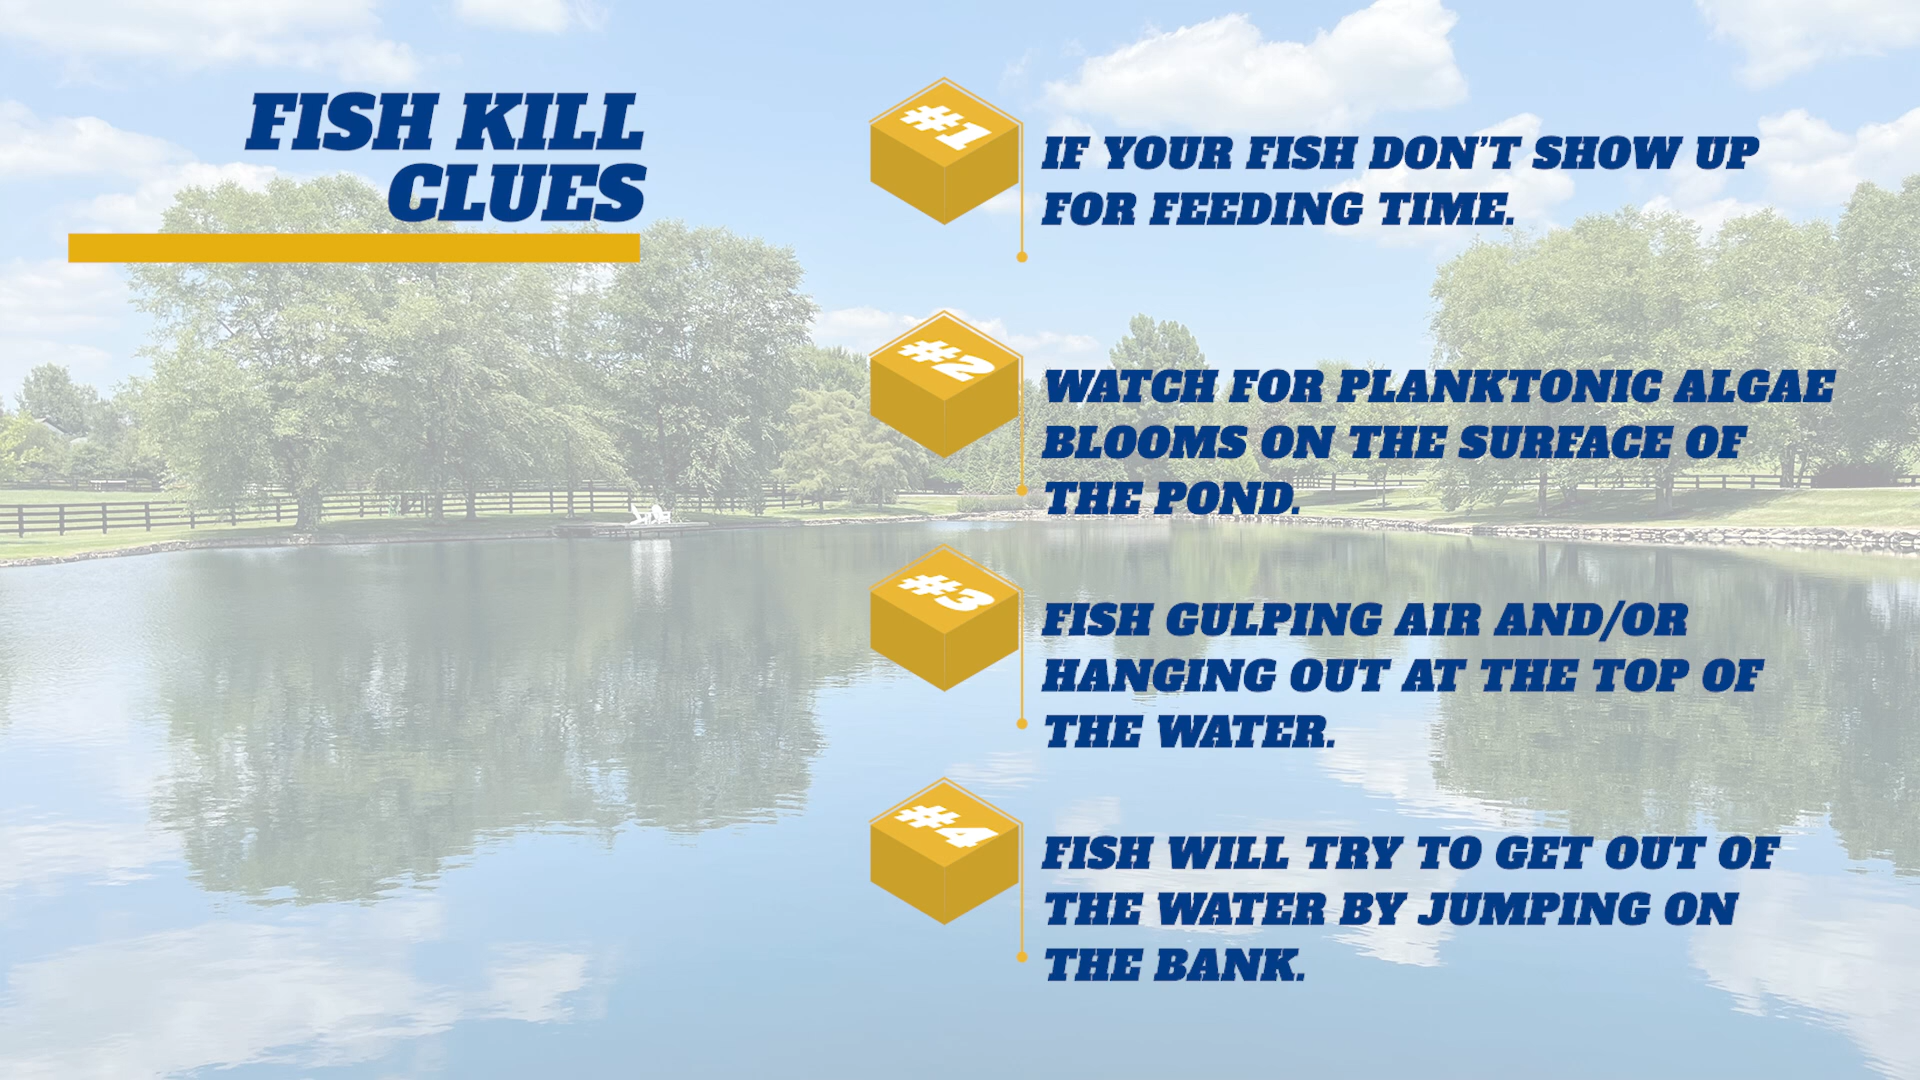 FISH KILL
CLUES
#1
IF YOUR FISH DON'T SHOW UP
FOR FEEDING TIME.
#2
WATCH FOR PLANKTONIC ALGAE
BLOOMS ON THE SURFACE OF
THE POND.
#3
FISH GULPING AIR AND/OR
HANGING OUT AT THE TOP OF
THE WATER.
#4
FISH WILL TRY TO GET OUT OF
THE WATER BY JUMPING ON
THE BANK.